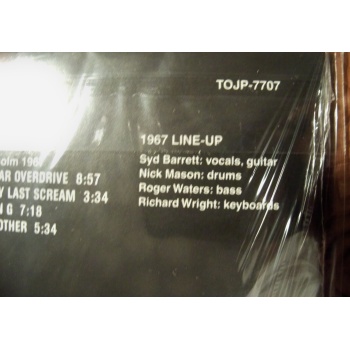 TOJP-7707
1967 LINE-UP
Syd Barrett: vocals, guitar
Nick Mason: drums
Roger Waters: bass
Richard Wright: keyboards
olm 196
AR OVERDRIVE 8:57
Y LAST SCREAM 3:34
N G 7:18
OTHER 5:34